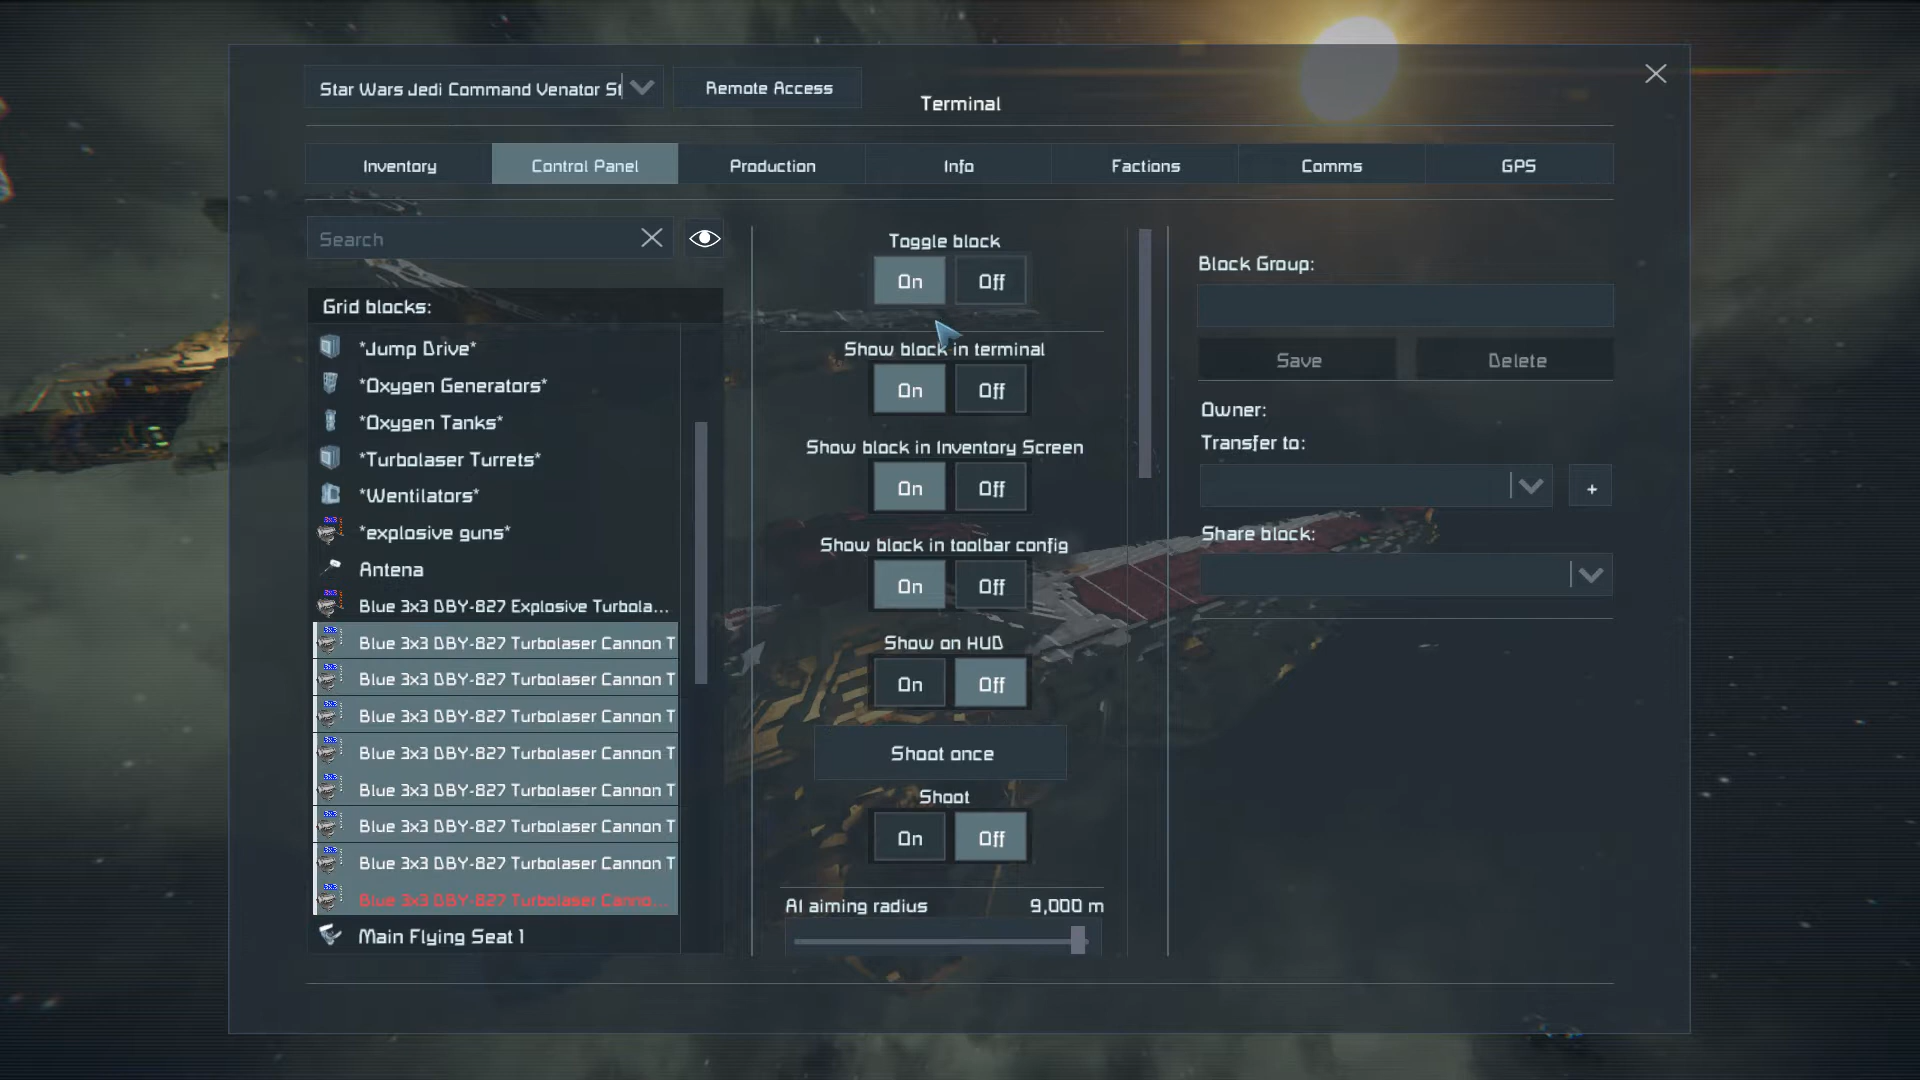 Star Wars Jedi Command Venator St
Remote Access
Terminal
Inventory
Control Panel
Production
Info
Factions
Comms
GPS
Search
Grid blocks:
*Jump Drive*
*Oxygen Generators*
*Oxygen Tanks*
*Turbolaser Turrets*
*Wentilators*
*explosive guns*
Antena
Blue 3x3 DBY-827 Explosive Turbola...
Blue 3x3 DBY-827 Turbolaser Cannon T
Blue 3x3 DBY-827 Turbolaser Cannon T
Blue 3x3 DBY-827 Turbolaser Cannon T
Blue 3x3 DBY-827 Turbolaser Cannon T
Blue 3x3 DBY-827 Turbolaser Cannon T
Blue 3x3 DBY-827 Turbolaser Cannon T
Blue 3x3 DBY-827 Turbolaser Cannon T
Blue 3x3 DBY-827 Turbolaser Canno...
Main Flying Seat 1
Toggle block
On Off
Show block in terminal
On Off
Show block in Inventory Screen
On Off
Show block in toolbar config
On Off
Show on HUD
On Off
Shoot once
Shoot
On Off
AI aiming radius 9,000 m
Block Group:
Save Delete
Owner:
Transfer to:
+
Share block: